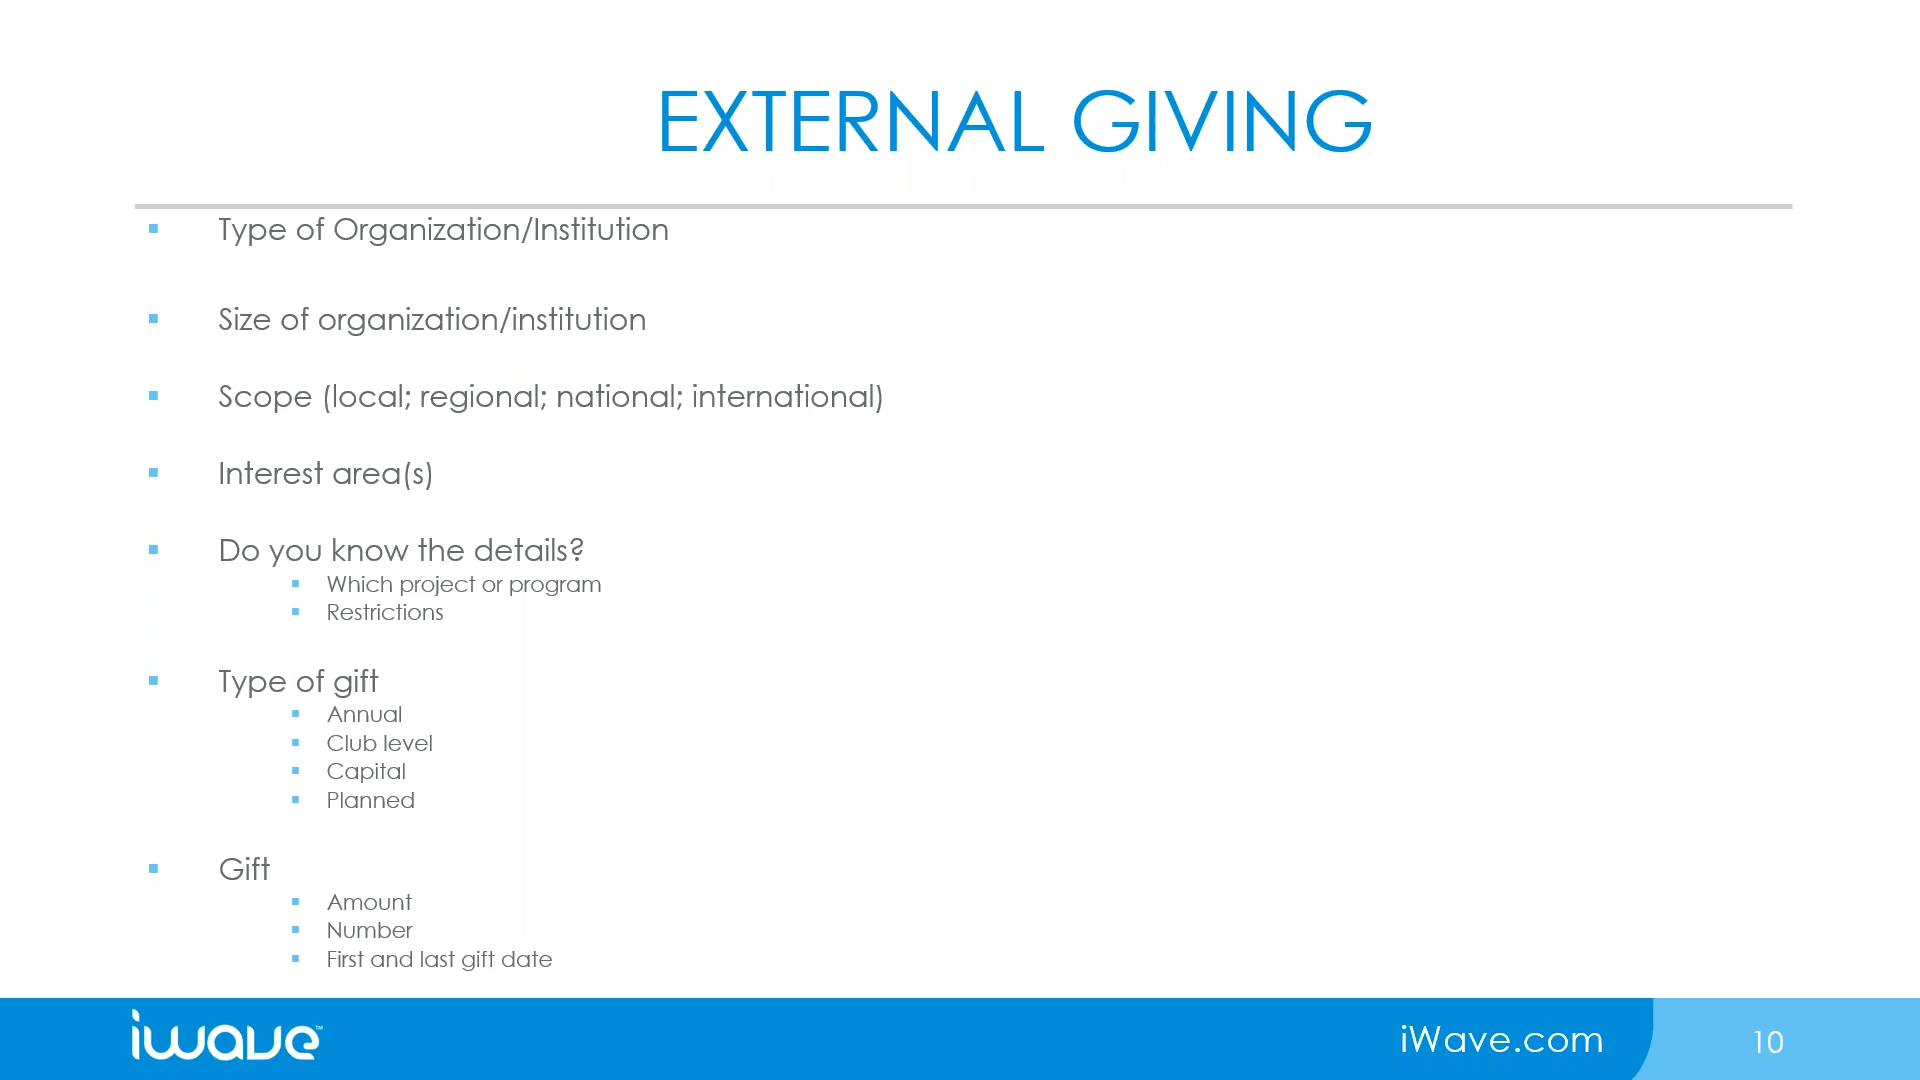 EXTERNAL GIVING
Type of Organization/Institution
Size of organization/institution
Scope (local; regional; national; international)
Interest area(s)
Do you know the details?
Which project or program
Restrictions
Type of gift
Annual
Club level
Capital
Planned
Gift
Amount
Number
First and last gift date
iwave™
iWave.com
10